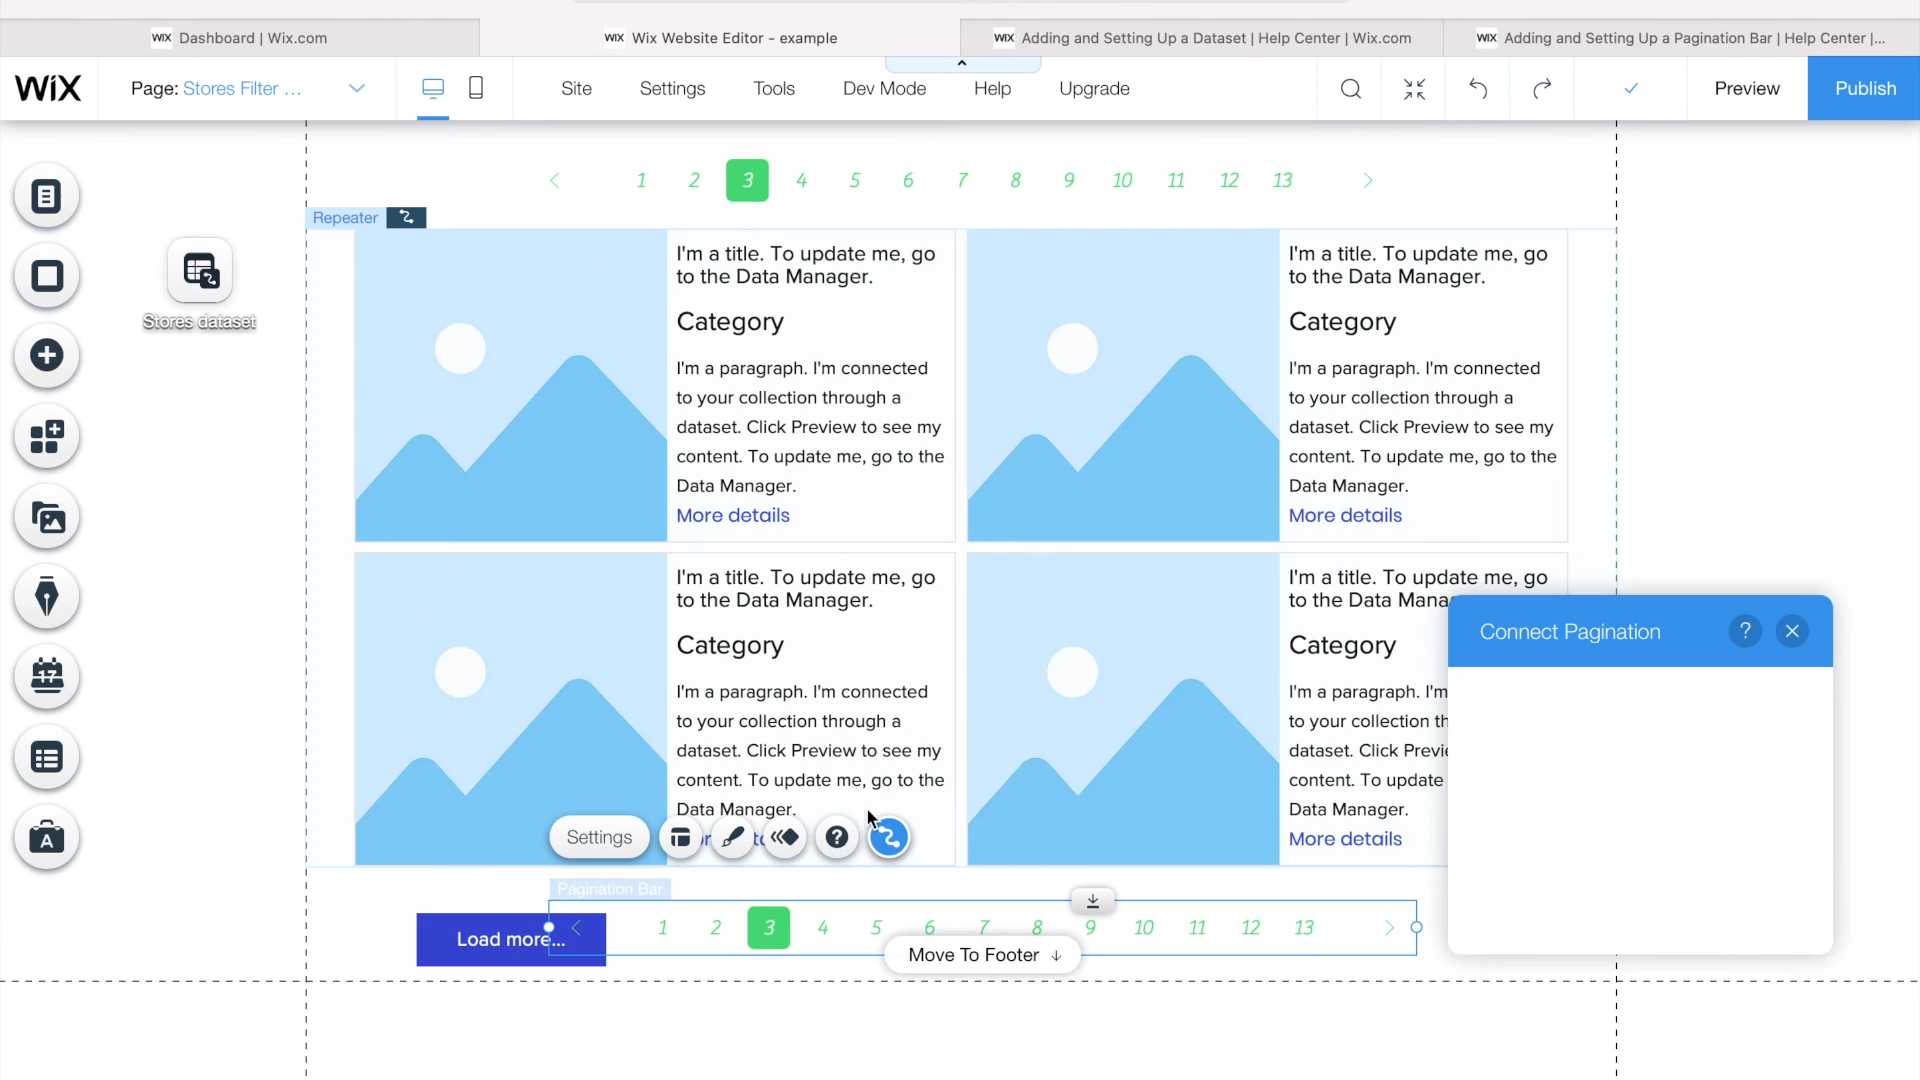 WIX Dashboard | Wix.com
WIX Wix Website Editor - example
WIX Adding and Setting Up a Dataset | Help Center | Wix.com
WIX Adding and Setting Up a Pagination Bar | Help Center |...
WIX
Page: Stores Filter ...
Site
Settings
Tools
Dev Mode
Help
Upgrade
Preview
Publish
< 1 2 3 4 5 6 7 8 9 10 11 12 13 >
Repeater
Stores dataset
I'm a title. To update me, go
to the Data Manager.
Category
I'm a paragraph. I'm connected
to your collection through a
dataset. Click Preview to see my
content. To update me, go to the
Data Manager.
More details
I'm a title. To update me, go
to the Data Manager.
Category
I'm a paragraph. I'm connected
to your collection through a
dataset. Click Preview to see my
content. To update me, go to the
Data Manager.
More details
I'm a title. To update me, go
to the Data Manager.
Category
I'm a paragraph. I'm connected
to your collection through a
dataset. Click Preview to see my
content. To update me, go to the
Data Manager.
I'm a title. To update me, go
to the Data Mana
Category
I'm a paragraph. I'm
to your collection th
dataset. Click Previe
content. To update
Data Manager.
More details
17
A
Connect Pagination ?
Settings
?
Pagination Bar
Load more...
< 1 2 3 4 5 6 7 8 9 10 11 12 13 >
Move To Footer ↓